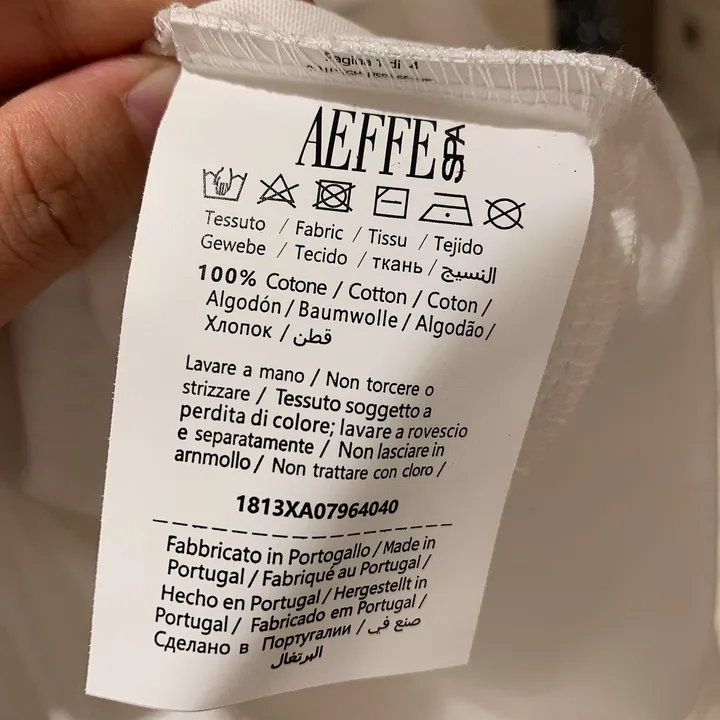 Pagina 1 di
AEFFE SPA
Tessuto / Fabric / Tissu / Tejido
Gewebe / Tecido / ткань / النسيج
100% Cotone / Cotton / Coton /
Algodón / Baumwolle / Algodão /
Хлопок / قطن
Lavare a mano / Non torcere o
strizzare / Tessuto soggetto a
perdita di colore; lavare a rovescio
e separatamente / Non lasciare in
arnmollo / Non trattare con cloro /
1813XA07964040
Fabbricato in Portogallo / Made in
Portugal / Fabriqué au Portugal /
Hecho en Portugal / Hergestellt in
Portugal / Fabricado em Portugal /
Сделано в Португалии / صنع في
البرتغال